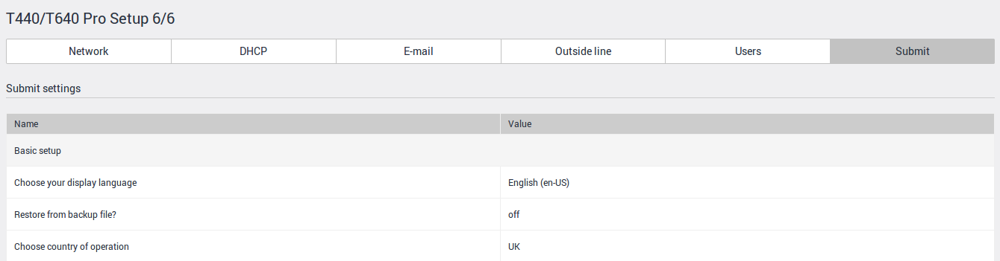 T440/T640 Pro Setup 6/6
Network DHCP E-mail Outside line Users Submit
Submit settings
Name Value
Basic setup
Choose your display language English (en-US)
Restore from backup file? off
Choose country of operation UK